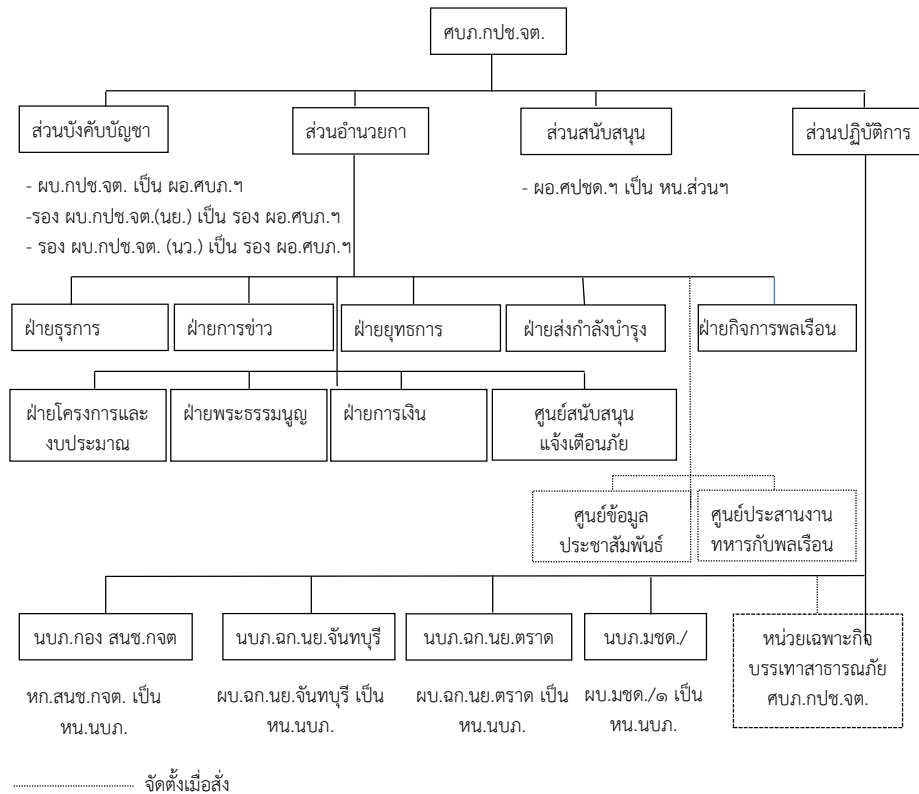 ศบภ.กปช.จต.
ส่วนบังคับบัญชา
ส่วนอำนวยกา
ส่วนสนับสนุน
ส่วนปฏิบัติการ
- ผบ.กปช.จต. เป็น ผอ.ศบภ.ฯ
-รอง ผบ.กปช.จต.(นย.) เป็น รอง ผอ.ศบภ.ฯ
- รอง ผบ.กปช.จต. (นว.) เป็น รอง ผอ.ศบภ.ฯ
- ผอ.ศปชด.ฯ เป็น หน.ส่วนฯ
ฝ่ายธุรการ
ฝ่ายการข่าว
ฝ่ายยุทธการ
ฝ่ายส่งกำลังบำรุง
ฝ่ายกิจการพลเรือน
ฝ่ายโครงการและ
งบประมาณ
ฝ่ายพระธรรมนูญ
ฝ่ายการเงิน
ศูนย์สนับสนุน
แจ้งเตือนภัย
ศูนย์ข้อมูล
ประชาสัมพันธ์
ศูนย์ประสานงาน
ทหารกับพลเรือน
นบภ.กอง สนช.กจต
นบภ.ฉก.นย.จันทบุรี
นบภ.ฉก.นย.ตราด
นบภ.มชด./
หน่วยเฉพาะกิจ
บรรเทาสาธารณภัย
ศบภ.กปช.จต.
หก.สนช.กจต. เป็น
หน.นบภ.
ผบ.ฉก.นย.จันทบุรี เป็น
หน.นบภ.
ผบ.ฉก.นย.ตราด เป็น
หน.นบภ.
ผบ.มชด./๑ เป็น
หน.นบภ.
จัดตั้งเมื่อสั่ง